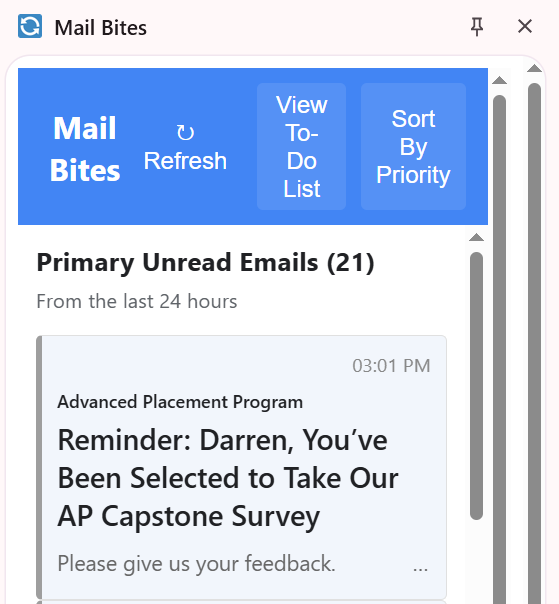 Mail Bites
Mail
Bites
↻
Refresh
View
To-
Do
List
Sort
By
Priority
Primary Unread Emails (21)
From the last 24 hours
03:01 PM
Advanced Placement Program
Reminder: Darren, You’ve
Been Selected to Take Our
AP Capstone Survey
Please give us your feedback. ...